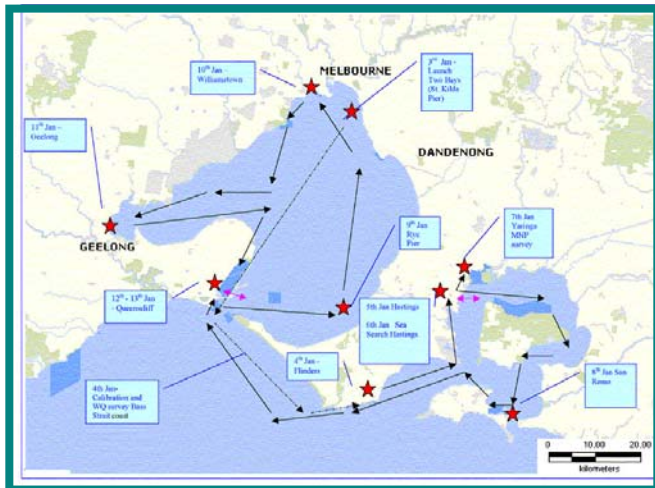 10th Jan -
Williamstown
MELBOURNE
3rd Jan -
Launch
Two Bays
(St. Kilda
Pier)
11th Jan –
Geelong
DANDENONG
7th Jan
Yaringa
MNP
survey
GEELONG
9th Jan
Rye
Pier
12th - 13th Jan
- Queenscliff
5th Jan Hastings
6th Jan Sea
Search Hastings
4th Jan -
Flinders
4th Jan-
Calibration and
WQ survey Bass
Strait coast
8th Jan San
Remo
0 10.00 20.00
kilometers